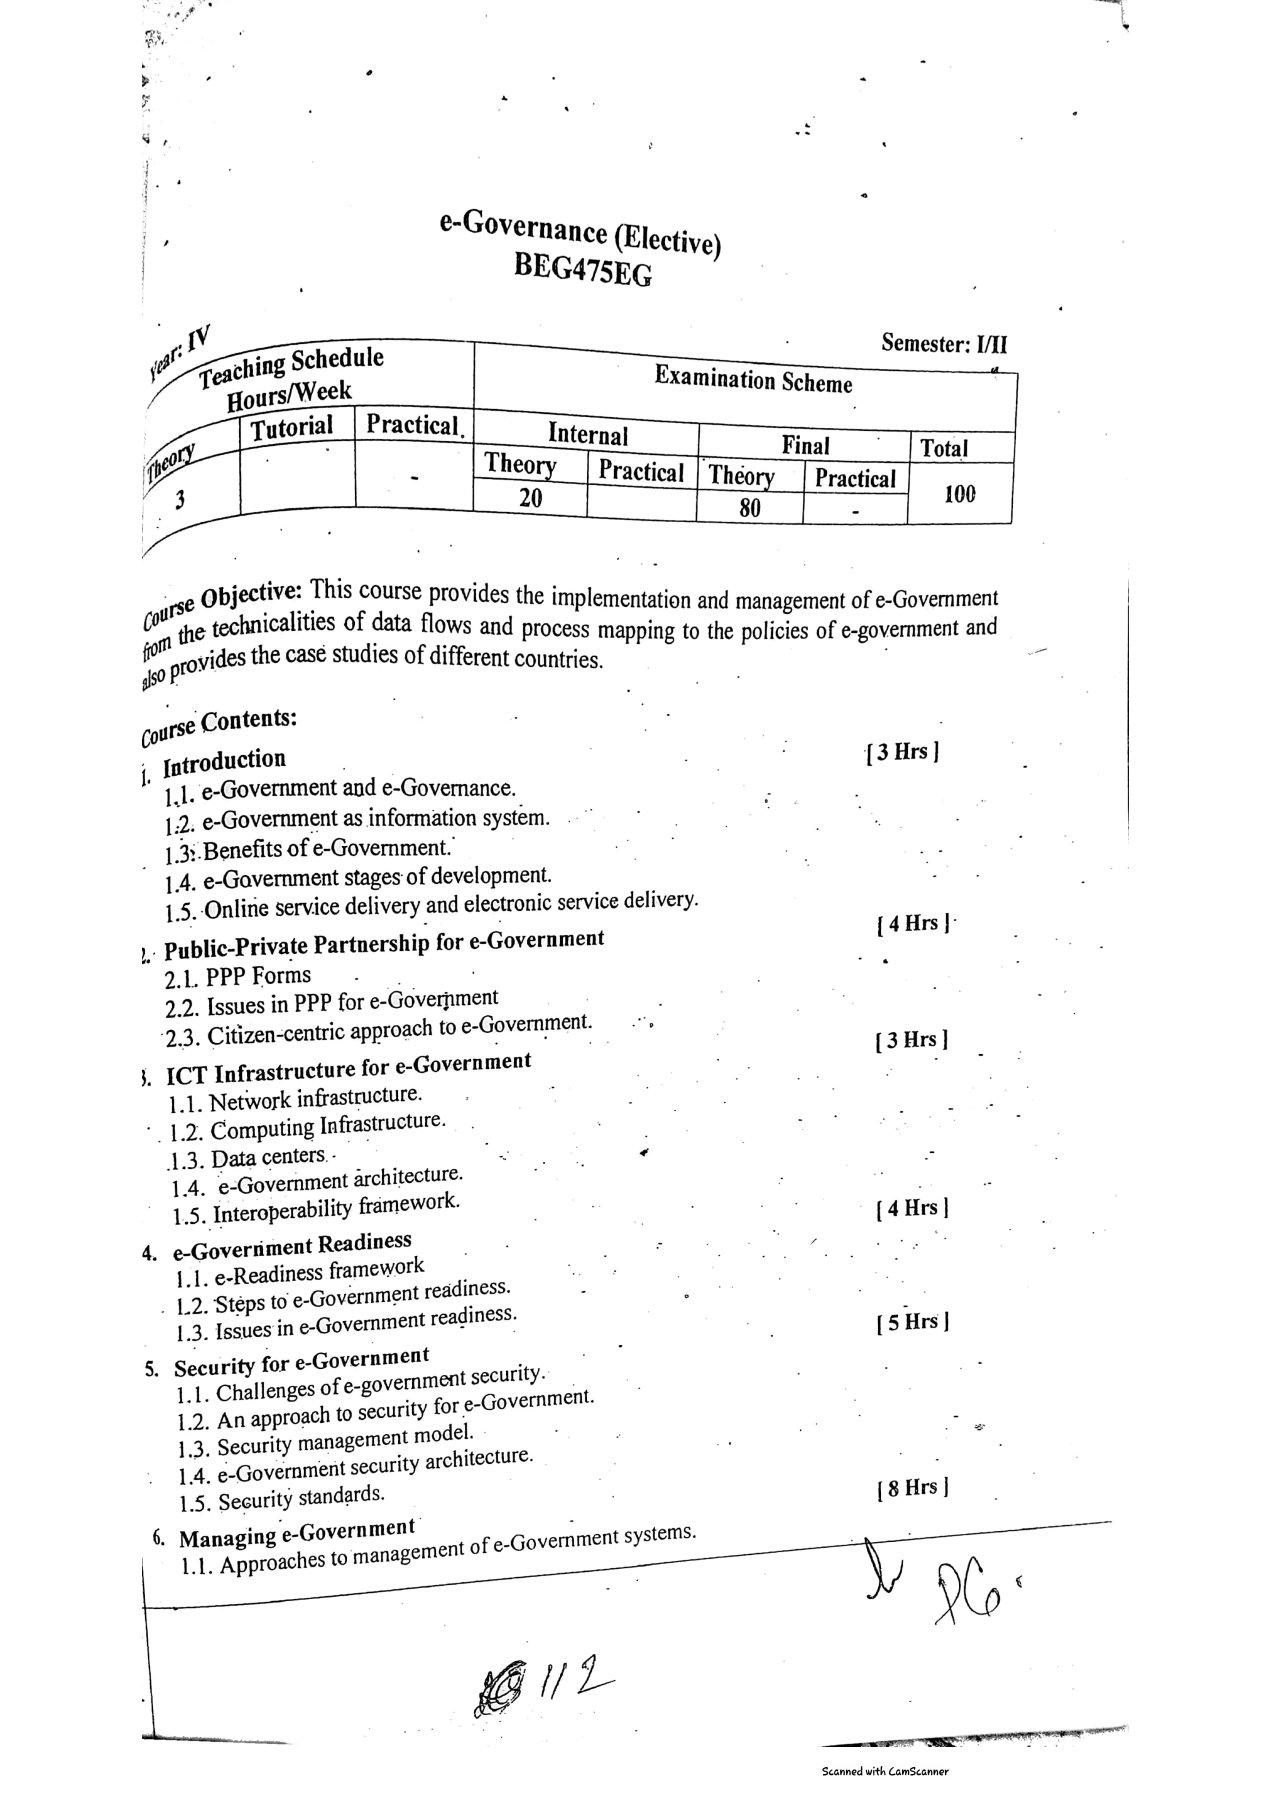 e-Governance (Elective)
BEG475EG
Year: IV
Semester: I/II
Teaching Schedule
Hours/Week
Examination Scheme
Theory
Tutorial
Practical
Internal
Final
Total
Theory
Practical
Theory
Practical
3
-
20
80
-
100
Course Objective: This course provides the implementation and management of e-Government
from the technicalities of data flows and process mapping to the policies of e-government and
also provides the case studies of different countries.
Course Contents:
1. Introduction [ 3 Hrs ]
1.1. e-Government and e-Governance.
1.2. e-Government as information system.
1.3. Benefits of e-Government.
1.4. e-Government stages of development.
1.5. Online service delivery and electronic service delivery.
2. Public-Private Partnership for e-Government [ 4 Hrs ]
2.1. PPP Forms
2.2. Issues in PPP for e-Government
2.3. Citizen-centric approach to e-Government.
3. ICT Infrastructure for e-Government [ 3 Hrs ]
1.1. Network infrastructure.
1.2. Computing Infrastructure.
1.3. Data centers.
1.4. e-Government architecture.
1.5. Interoperability framework.
4. e-Government Readiness [ 4 Hrs ]
1.1. e-Readiness framework
1.2. Steps to e-Government readiness.
1.3. Issues in e-Government readiness.
5. Security for e-Government [ 5 Hrs ]
1.1. Challenges of e-government security.
1.2. An approach to security for e-Government.
1.3. Security management model.
1.4. e-Government security architecture.
1.5. Security standards.
6. Managing e-Government [ 8 Hrs ]
1.1. Approaches to management of e-Government systems.
112
Scanned with CamScanner